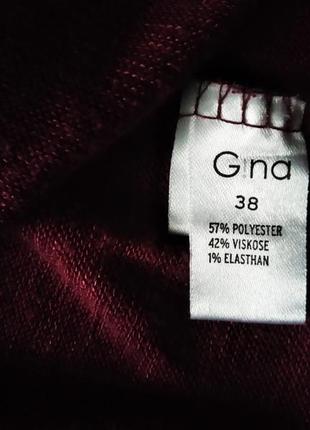 Gina
38
57% POLYESTER
42% VISKOSE
1% ELASTHAN